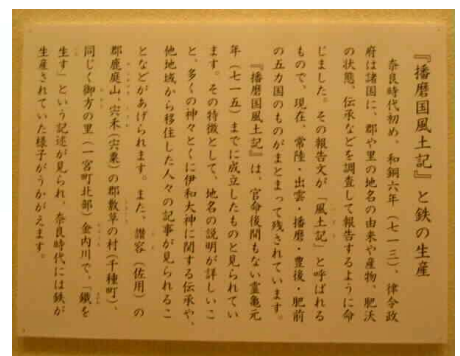 『播磨国風土記』と鉄の生産
奈良時代初め、和銅六年（七一三）、律令政
府は諸国に、郡や里の地名の由来や産物、肥沃
の状態、伝承などを調査して報告するように命
じました。その報告文が「風土記」と呼ばれる
もので、現在、常陸・出雲・播磨・豊後・肥前
の五カ国のものがまとまって残されています。
『播磨国風土記』は、官命後間もない霊亀元
年（七一五）までに成立したものと見られてい
ます。その特徴として、地名の説明が詳しいこ
と、多くの神々とくに伊和大神に関する伝承や、
他地域から移住した人々の記事が見られるこ
となどがあげられます。また、讃容（佐用）の
郡鹿庭山、宍禾（宍粟）の郡敷草の村（千種町）、
同じく御方の里（一宮町北部）金内川で、「鐵を
生す」という記述が見られ、奈良時代には鉄が
生産されていた様子がうかがえます。